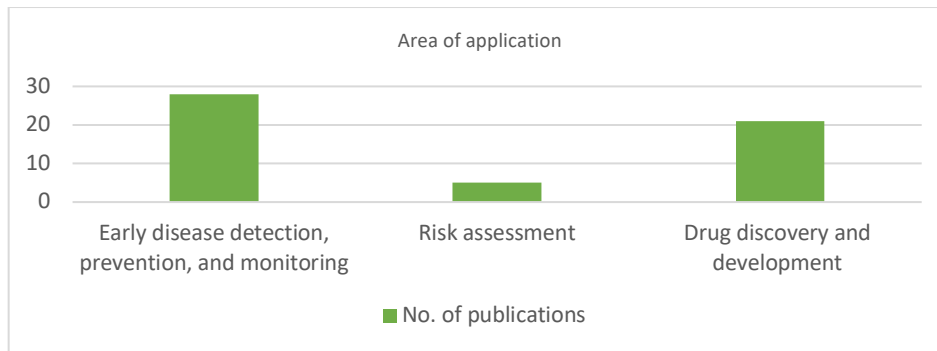 Area of application
30
20
10
0
Early disease detection,
prevention, and monitoring
Risk assessment
Drug discovery and
development
No. of publications